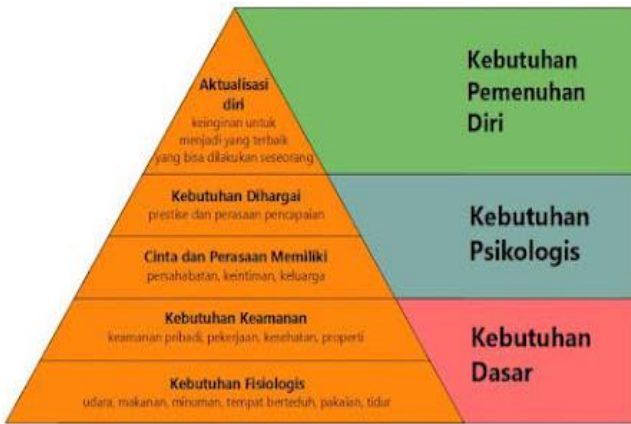 Aktualisasi
diri
keinginan untuk
menjadi yang terbaik
yang bisa dilakukan seseorang
Kebutuhan
Pemenuhan
Diri
Kebutuhan Dihargai
prestise dan perasaan pencapaian
Cinta dan Perasaan Memiliki
persahabatan, keintiman, keluarga
Kebutuhan
Psikologis
Kebutuhan Keamanan
keamanan pribadi, pekerjaan, kesehatan, properti
Kebutuhan Fisiologis
udara, makanan, minuman, tempat berteduh, pakaian, tidur
Kebutuhan
Dasar